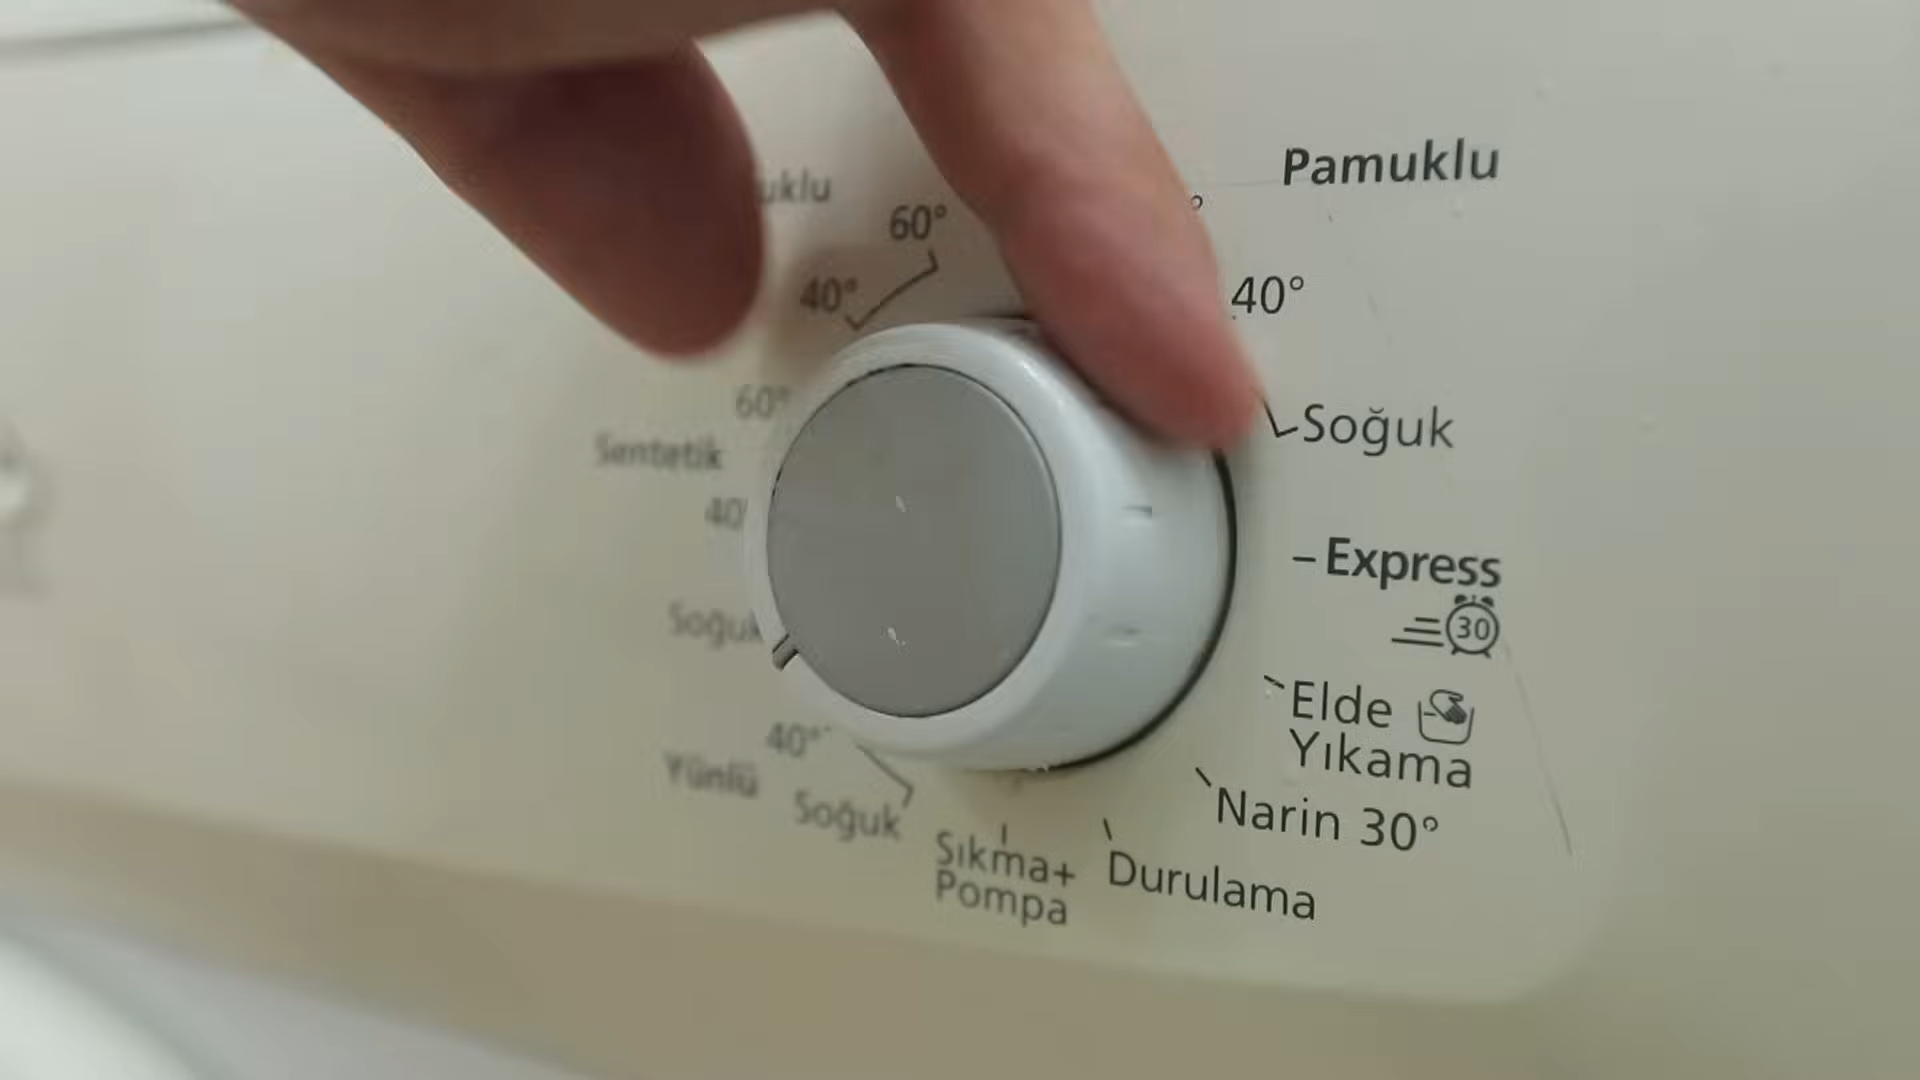 Pamuklu
uklu
60°
40°
°
40°
60°
Sentetik
40
Soğuk
Soğuk
Express
30
Elde
Yıkama
40°
Yünlü
Soğuk
Narin 30°
Sıkma+
Pompa
Durulama